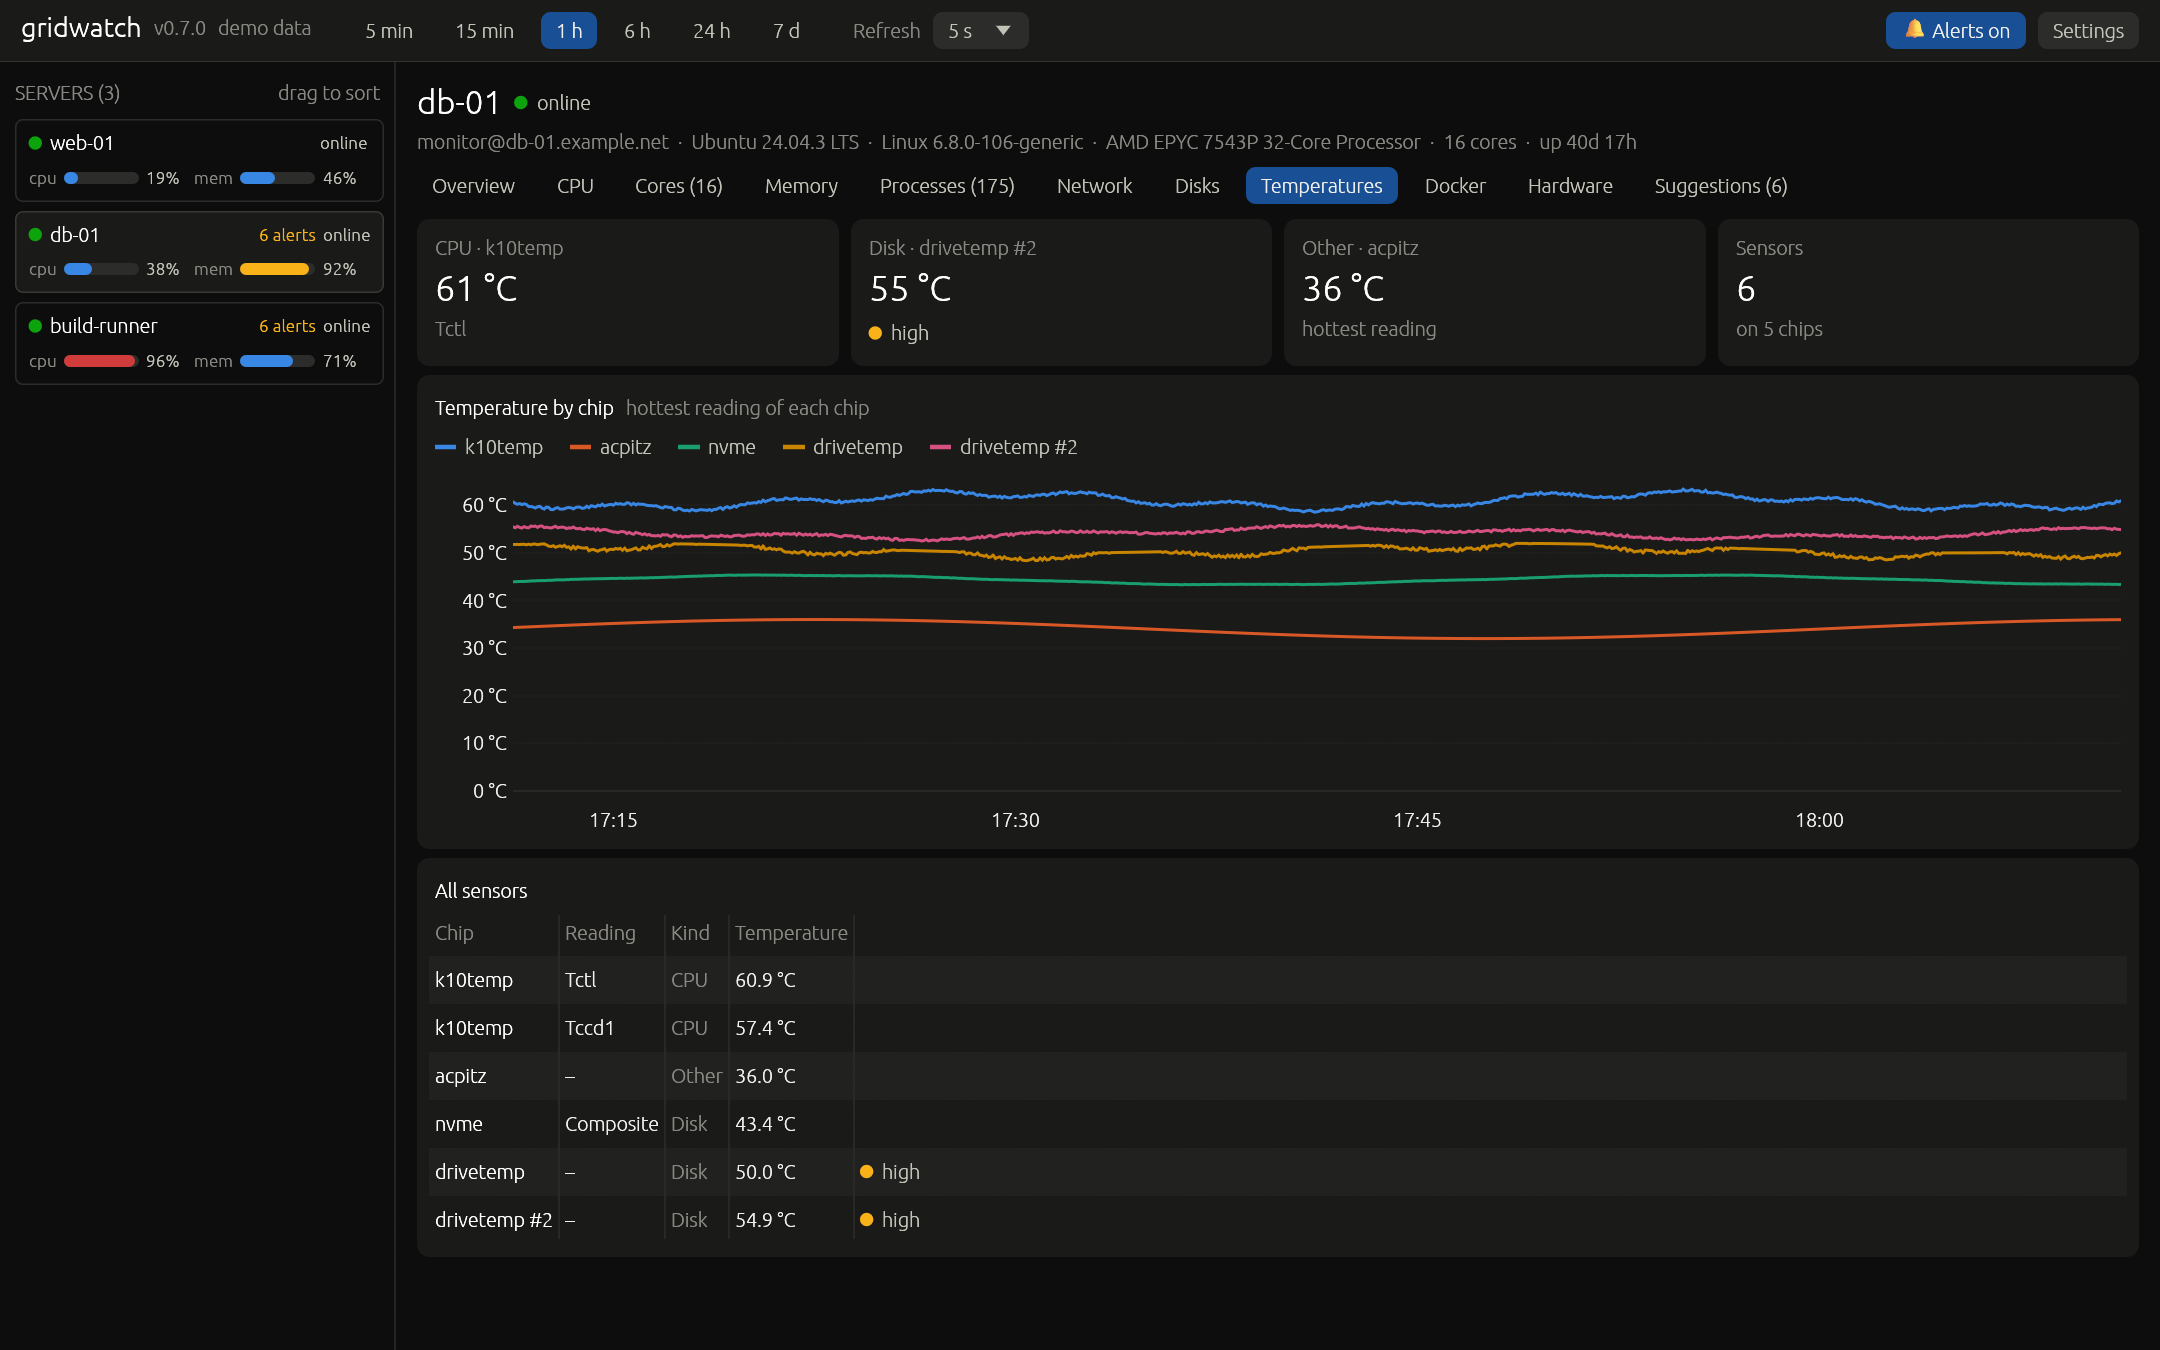 gridwatch v0.7.0 demo data 5 min 15 min 1 h 6 h 24 h 7 d Refresh 5 s Alerts on Settings
SERVERS (3) drag to sort
web-01 online
cpu 19% mem 46%
db-01 6 alerts online
cpu 38% mem 92%
build-runner 6 alerts online
cpu 96% mem 71%
db-01 online
monitor@db-01.example.net · Ubuntu 24.04.3 LTS · Linux 6.8.0-106-generic · AMD EPYC 7543P 32-Core Processor · 16 cores · up 40d 17h
Overview CPU Cores (16) Memory Processes (175) Network Disks Temperatures Docker Hardware Suggestions (6)
CPU · k10temp
61 °C
Tctl
Disk · drivetemp #2
55 °C
high
Other · acpitz
36 °C
hottest reading
Sensors
6
on 5 chips
Temperature by chip hottest reading of each chip
k10temp acpitz nvme drivetemp drivetemp #2
60 °C
50 °C
40 °C
30 °C
20 °C
10 °C
0 °C
17:15 17:30 17:45 18:00
All sensors
Chip Reading Kind Temperature
k10temp Tctl CPU 60.9 °C
k10temp Tccd1 CPU 57.4 °C
acpitz – Other 36.0 °C
nvme Composite Disk 43.4 °C
drivetemp – Disk 50.0 °C high
drivetemp #2 – Disk 54.9 °C high